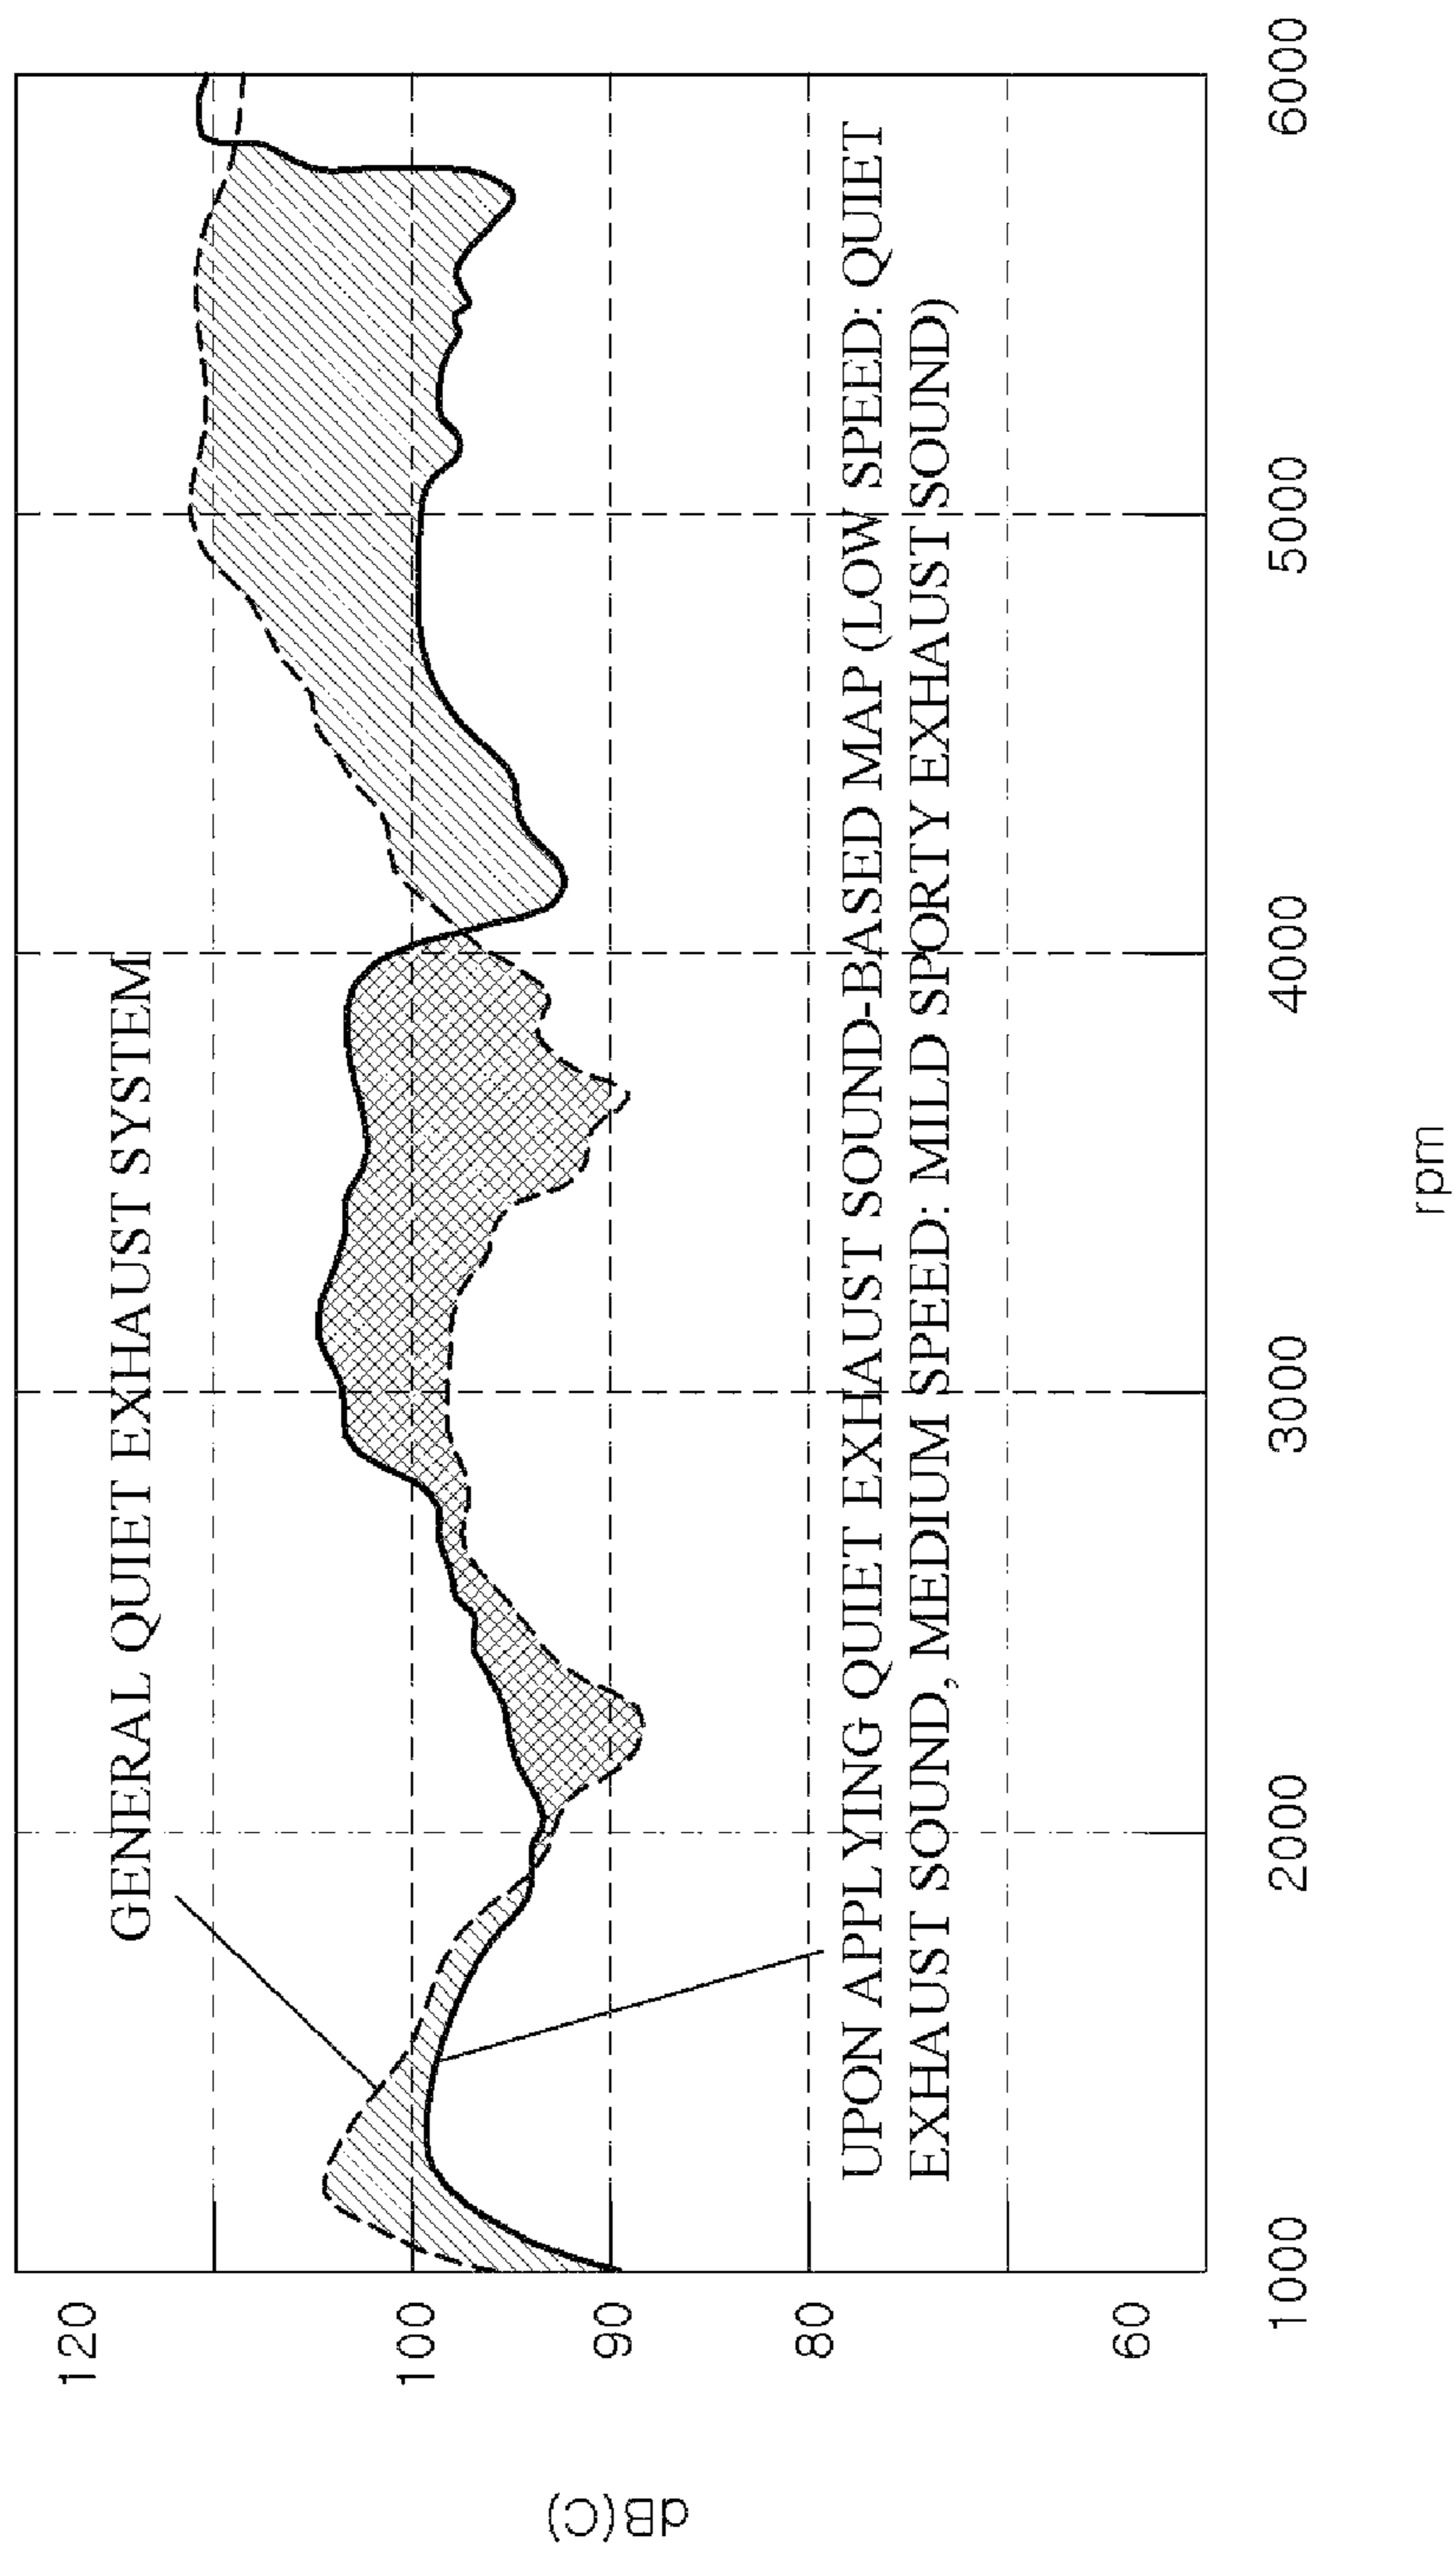 dB(C)
120
100
90
80
60
GENERAL QUIET EXHAUST SYSTEM
UPON APPLYING QUIET EXHAUST SOUND-BASED MAP (LOW SPEED: QUIET
EXHAUST SOUND, MEDIUM SPEED: MILD SPORTY EXHAUST SOUND)
1000
2000
3000
4000
5000
6000
rpm